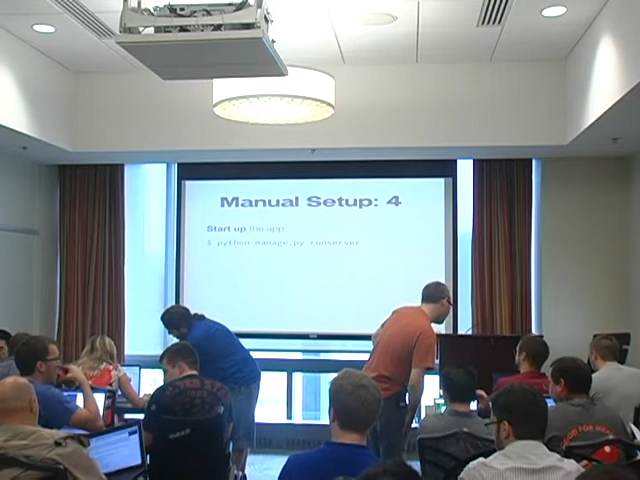 Manual Setup: 4
Start up the app:
$ python manage.py runserver